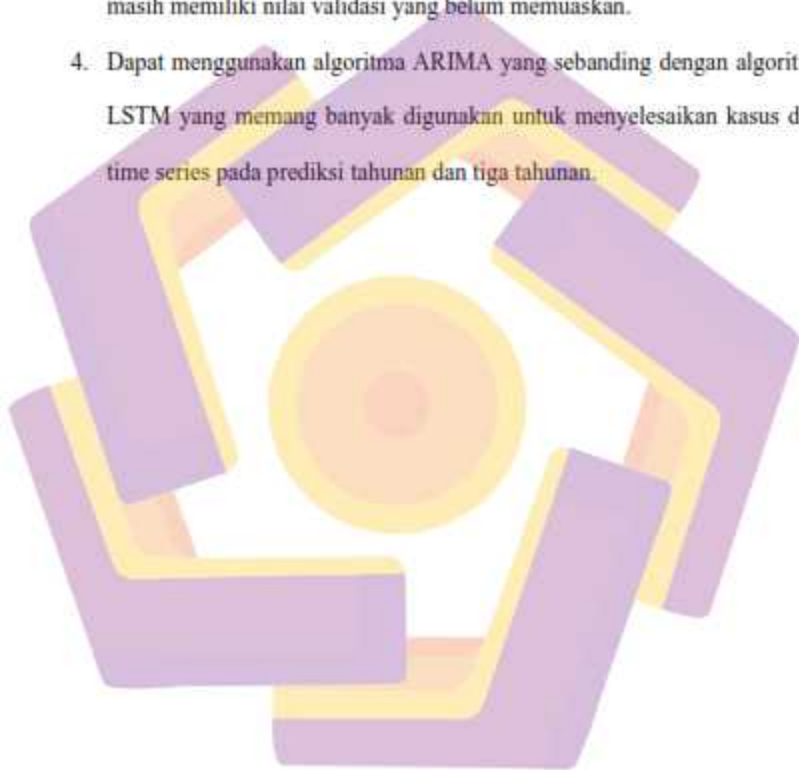 masih memiliki nilai validasi yang belum memuaskan.
4. Dapat menggunakan algoritma ARIMA yang sebanding dengan algorit
LSTM yang memang banyak digunakan untuk menyelesaikan kasus d
time series pada prediksi tahunan dan tiga tahunan.